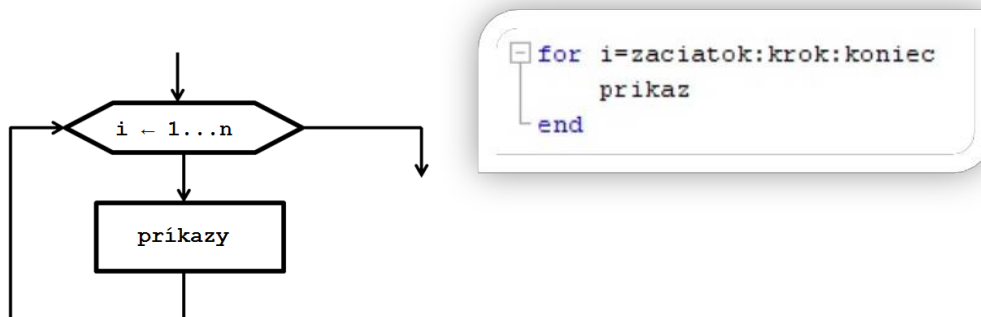 i ← 1...n
príkazy
for i=zaciatok:krok:koniec
prikaz
end